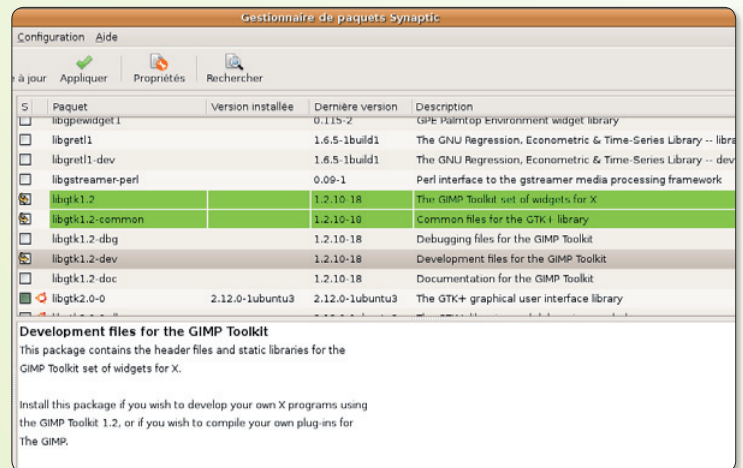 Gestionnaire de paquets Synaptic
Configuration Aide
à jour Appliquer Propriétés Rechercher
S Paquet Version installée Dernière version Description
libgpewidget1 0.115-2 GPE Palmtop Environment widget library
libgretl1 1.6.5-1build1 The GNU Regression, Econometric & Time-Series Library -- libra
libgretl1-dev 1.6.5-1build1 The GNU Regression, Econometric & Time-Series Library -- dev
libgstreamer-perl 0.09-1 Perl interface to the gstreamer media processing framework
libgtk1.2 1.2.10-18 The GIMP Toolkit set of widgets for X
libgtk1.2-common 1.2.10-18 Common files for the GTK+ library
libgtk1.2-dbg 1.2.10-18 Debugging files for the GIMP Toolkit
libgtk1.2-dev 1.2.10-18 Development files for the GIMP Toolkit
libgtk1.2-doc 1.2.10-18 Documentation for the GIMP Toolkit
libgtk2.0-0 2.12.0-1ubuntu3 2.12.0-1ubuntu3 The GTK+ graphical user interface library
Development files for the GIMP Toolkit
This package contains the header files and static libraries for the
GIMP Toolkit set of widgets for X.
Install this package if you wish to develop your own X programs using
the GIMP Toolkit 1.2, or if you wish to compile your own plug-ins for
The GIMP.